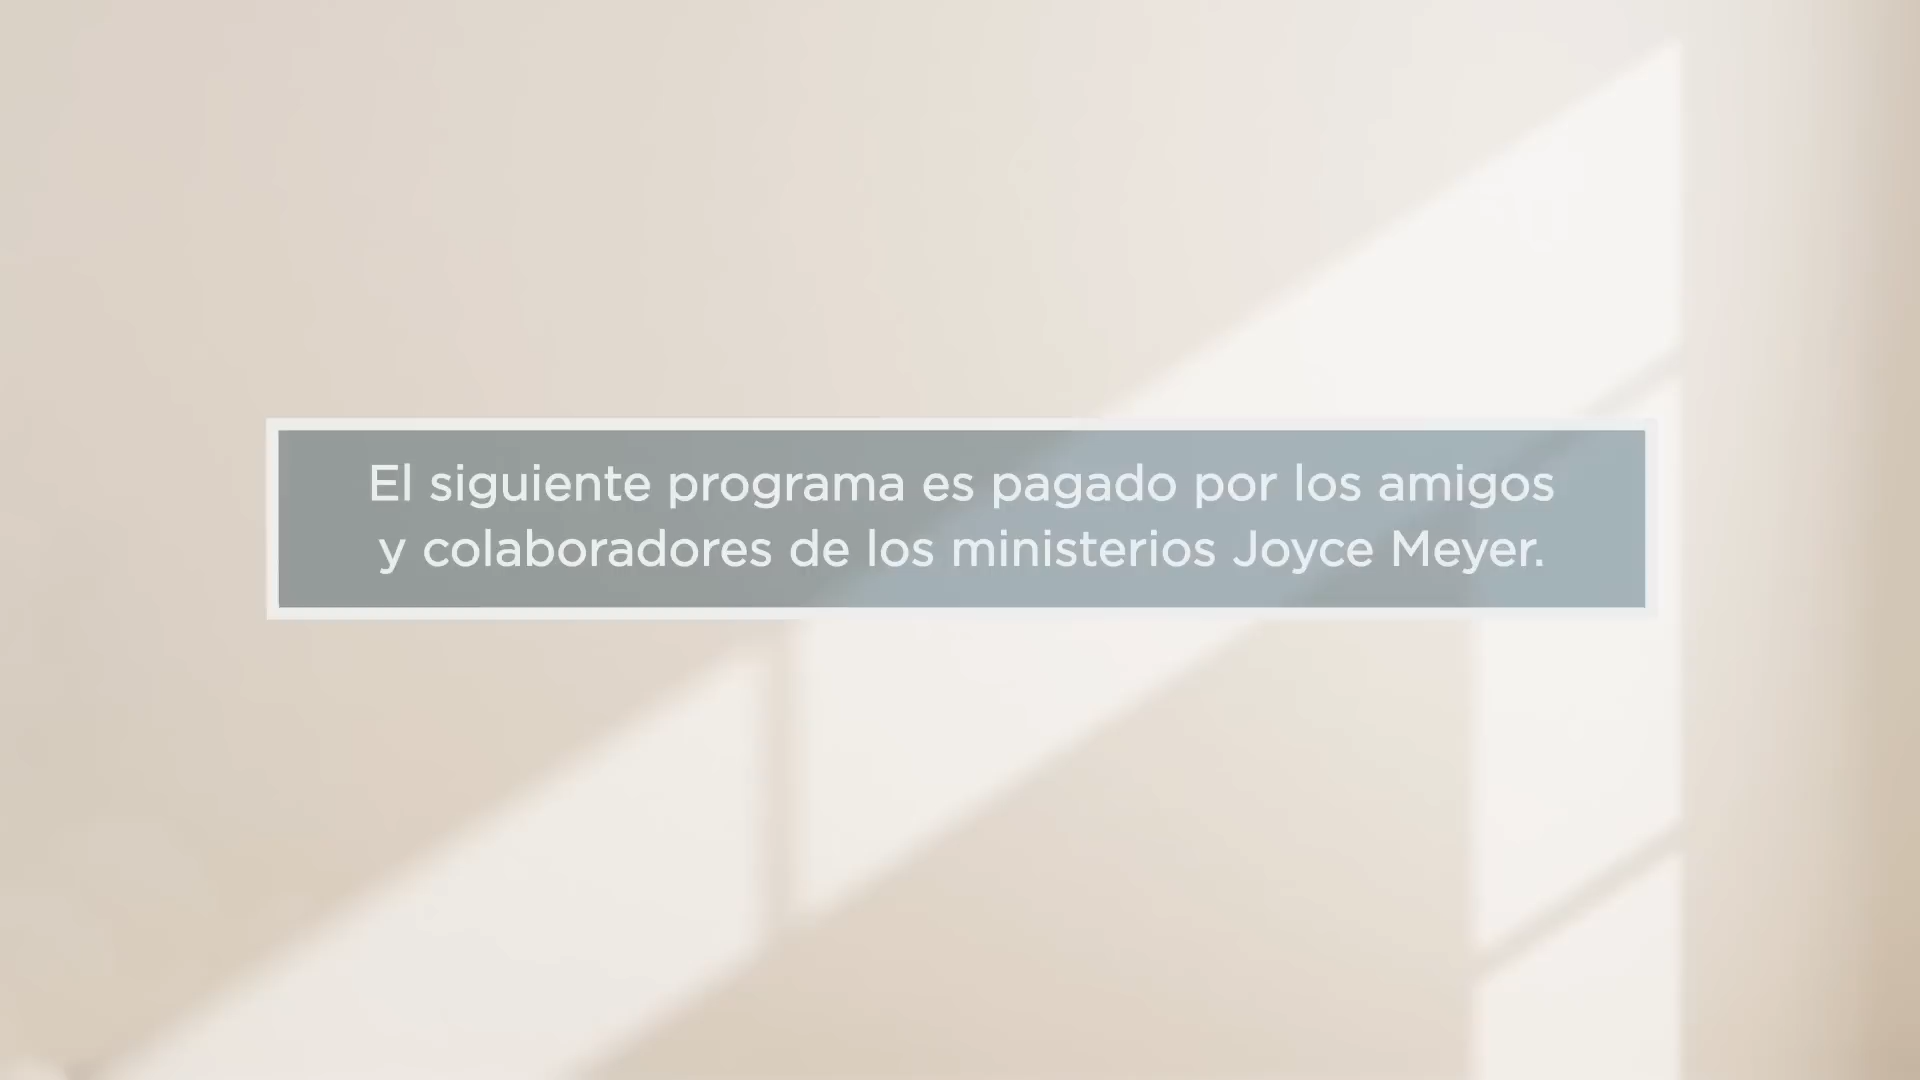 El siguiente programa es pagado por los amigos
y colaboradores de los ministerios Joyce Meyer.